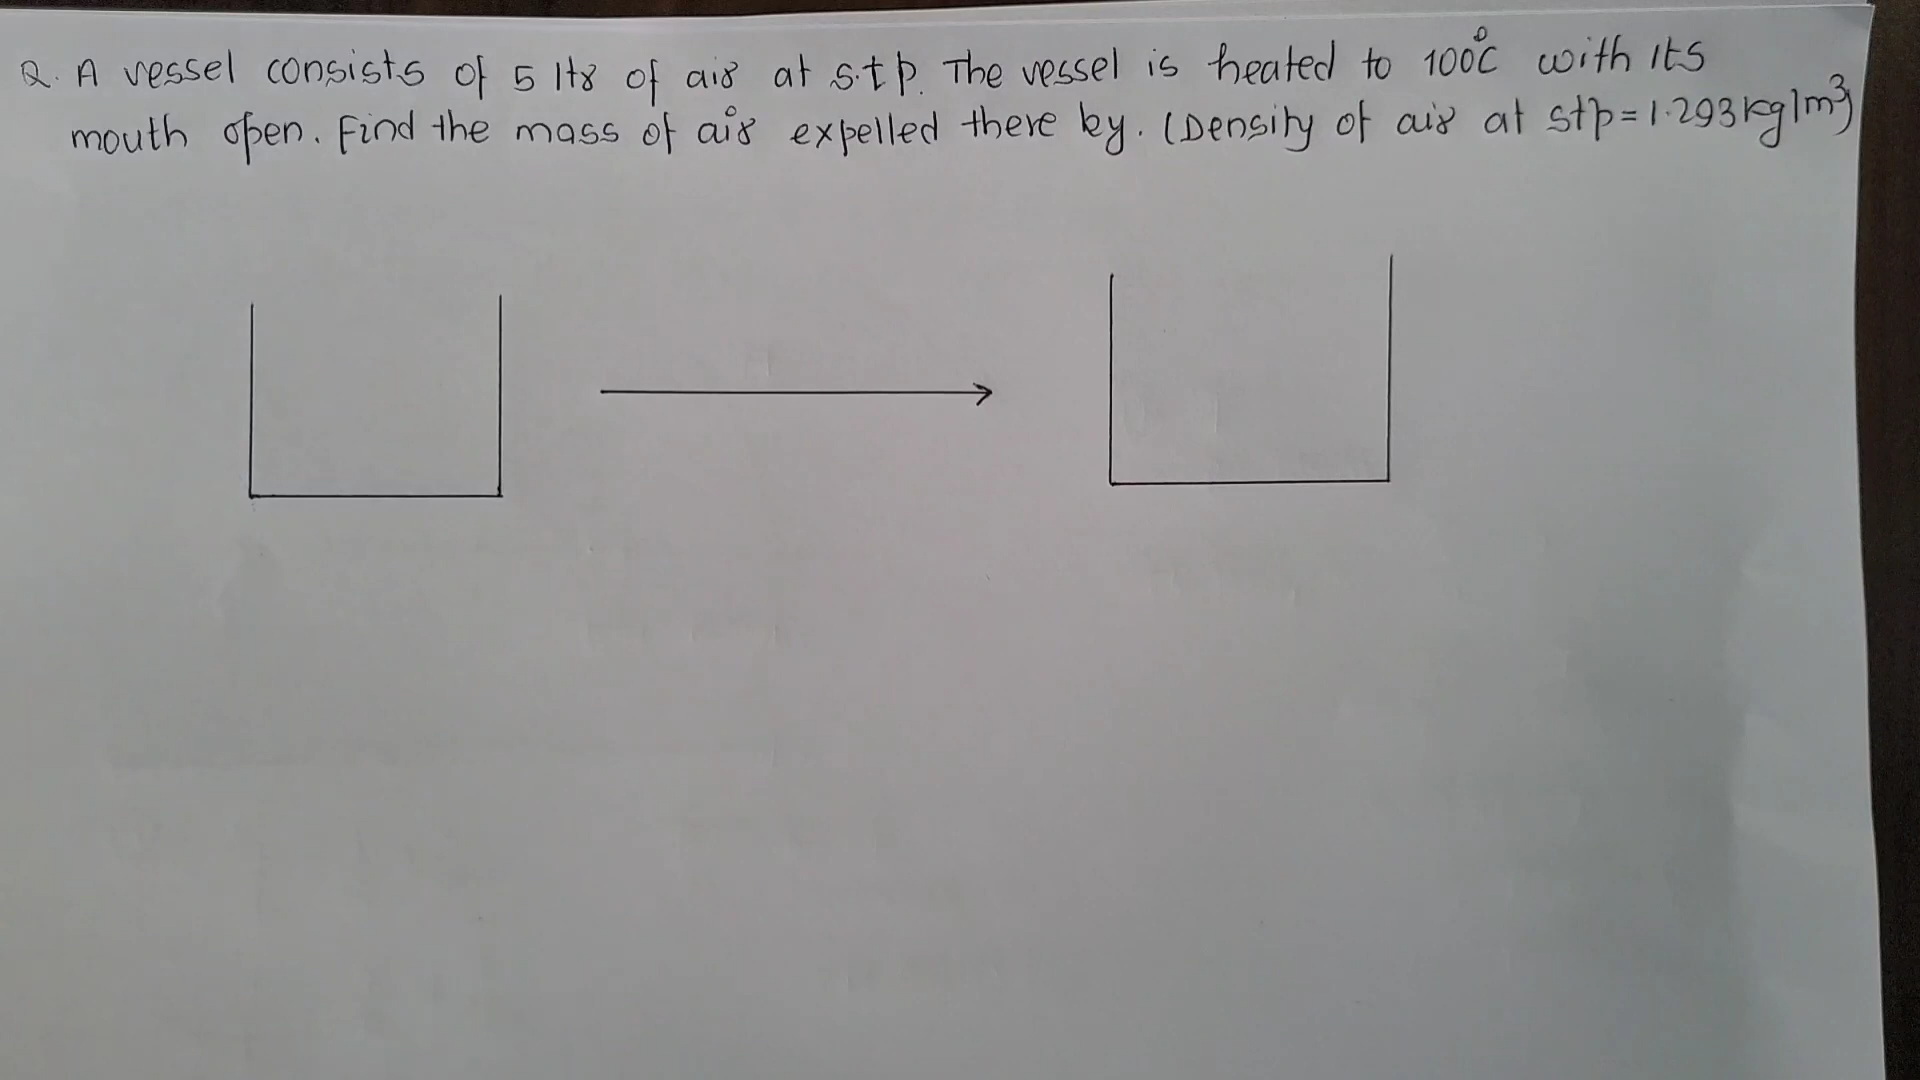 Q. A vessel consists of 5 ltr of air at s.t.p. The vessel is heated to 100°C with its
mouth open. Find the mass of air expelled there by. (Density of air at stp = 1.293 kg/m³)